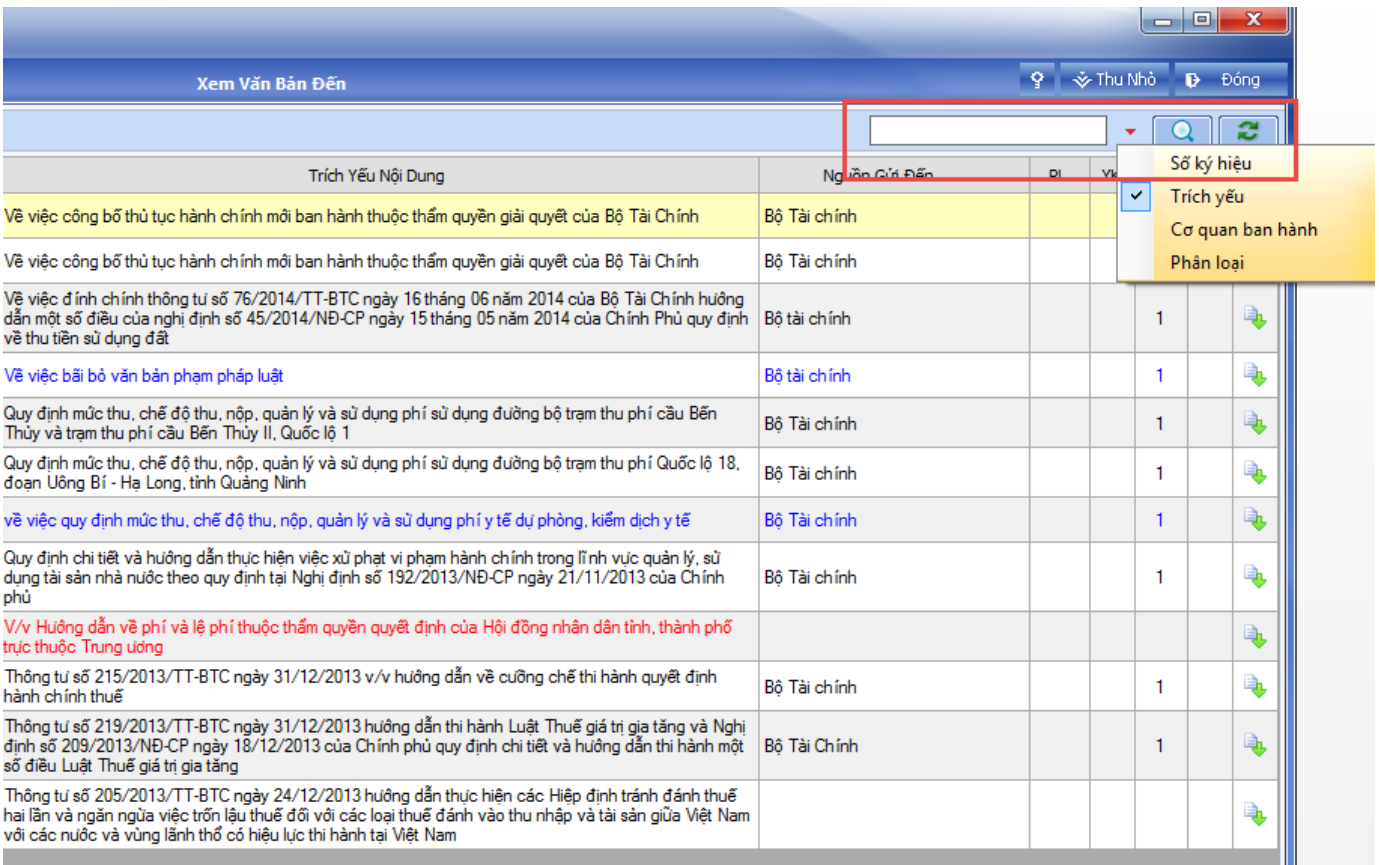 Xem Văn Bản Đến
Thu Nhỏ
Đóng
Số ký hiệu
Trích yếu
Cơ quan ban hành
Phân loại
Trích Yếu Nội Dung
Nguồn Gửi Đến
PL
Về việc công bố thủ tục hành chính mới ban hành thuộc thẩm quyền giải quyết của Bộ Tài Chính
Bộ Tài chính
Về việc công bố thủ tục hành chính mới ban hành thuộc thẩm quyền giải quyết của Bộ Tài Chính
Bộ Tài chính
Về việc đính chính thông tư số 76/2014/TT-BTC ngày 16 tháng 06 năm 2014 của Bộ Tài Chính hướng
dẫn một số điều của nghị định số 45/2014/NĐ-CP ngày 15 tháng 05 năm 2014 của Chính Phủ quy định
về thu tiền sử dụng đất
Bộ tài chính
1
Về việc bãi bỏ văn bản phạm pháp luật
Bộ tài chính
1
Quy định mức thu, chế độ thu, nộp, quản lý và sử dụng phí sử dụng đường bộ trạm thu phí cầu Bến
Thủy và trạm thu phí cầu Bến Thủy II, Quốc lộ 1
Bộ Tài chính
1
Quy định mức thu, chế độ thu, nộp, quản lý và sử dụng phí sử dụng đường bộ trạm thu phí Quốc lộ 18,
đoạn Uông Bí - Hạ Long, tỉnh Quảng Ninh
Bộ Tài chính
1
về việc quy định mức thu, chế độ thu, nộp, quản lý và sử dụng phí y tế dự phòng, kiểm dịch y tế
Bộ Tài chính
1
Quy định chi tiết và hướng dẫn thực hiện việc xử phạt vi phạm hành chính trong lĩnh vực quản lý, sử
dụng tài sản nhà nước theo quy định tại Nghị định số 192/2013/NĐ-CP ngày 21/11/2013 của Chính
phủ
Bộ Tài chính
1
V/v Hướng dẫn về phí và lệ phí thuộc thẩm quyền quyết định của Hội đồng nhân dân tỉnh, thành phố
trực thuộc Trung ương
Thông tư số 215/2013/TT-BTC ngày 31/12/2013 v/v hướng dẫn về cưỡng chế thi hành quyết định
hành chính thuế
Bộ Tài chính
1
Thông tư số 219/2013/TT-BTC ngày 31/12/2013 hướng dẫn thi hành Luật Thuế giá trị gia tăng và Nghị
định số 209/2013/NĐ-CP ngày 18/12/2013 của Chính phủ quy định chi tiết và hướng dẫn thi hành một
số điều Luật Thuế giá trị gia tăng
Bộ Tài Chính
1
Thông tư số 205/2013/TT-BTC ngày 24/12/2013 hướng dẫn thực hiện các Hiệp định tránh đánh thuế
hai lần và ngăn ngừa việc trốn lậu thuế đối với các loại thuế đánh vào thu nhập và tài sản giữa Việt Nam
với các nước và vùng lãnh thổ có hiệu lực thi hành tại Việt Nam